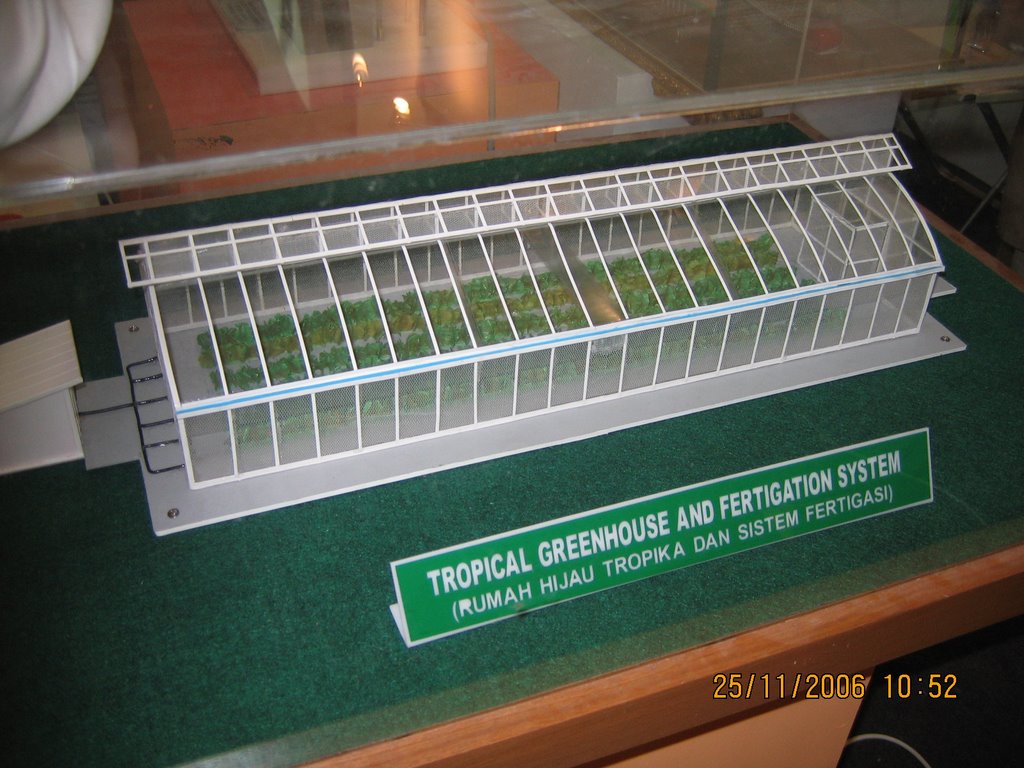 TROPICAL GREENHOUSE AND FERTIGATION SYSTEM
(RUMAH HIJAU TROPIKA DAN SISTEM FERTIGASI)
25/11/2006 10:52